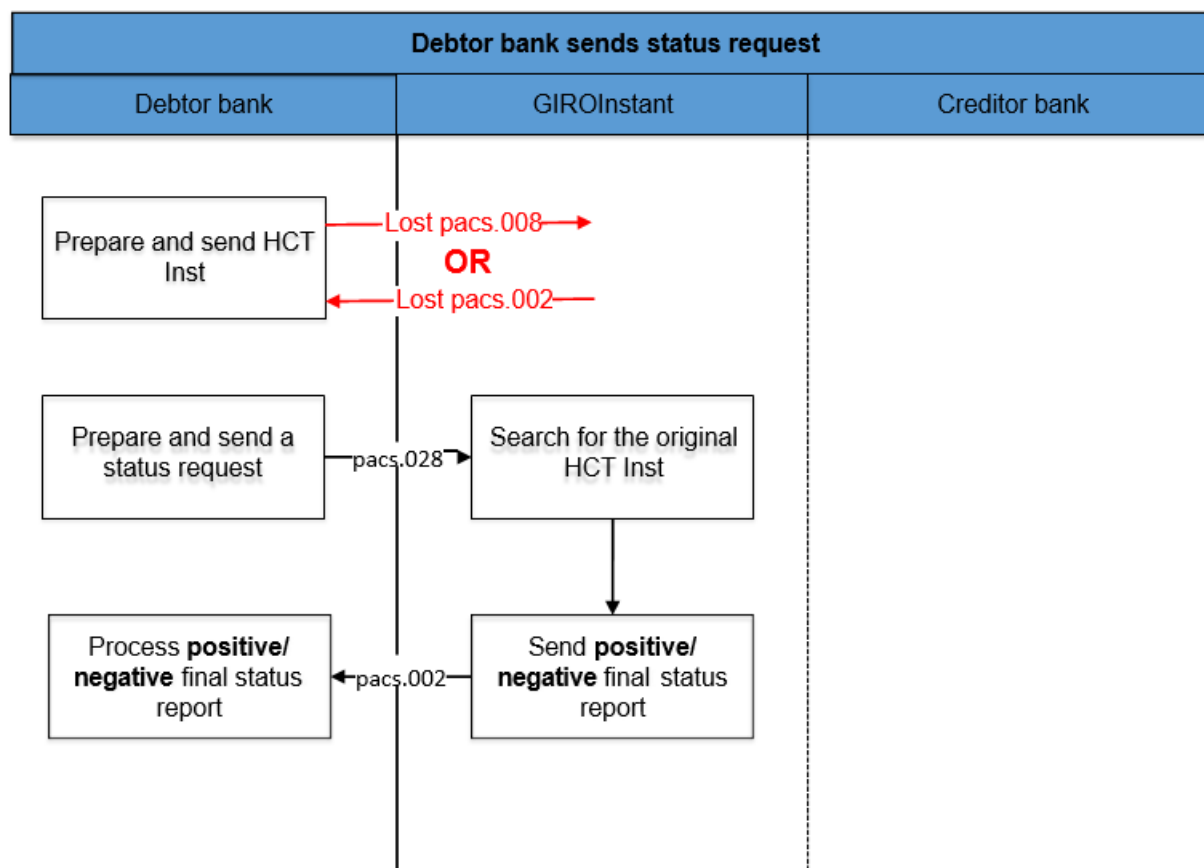 Debtor bank sends status request
Debtor bank
GIROInstant
Creditor bank
Prepare and send HCT
Inst
Lost pacs.008
OR
Lost pacs.002
Prepare and send a
status request
pacs.028
Search for the original
HCT Inst
Process positive/
negative final status
report
pacs.002
Send positive/
negative final status
report